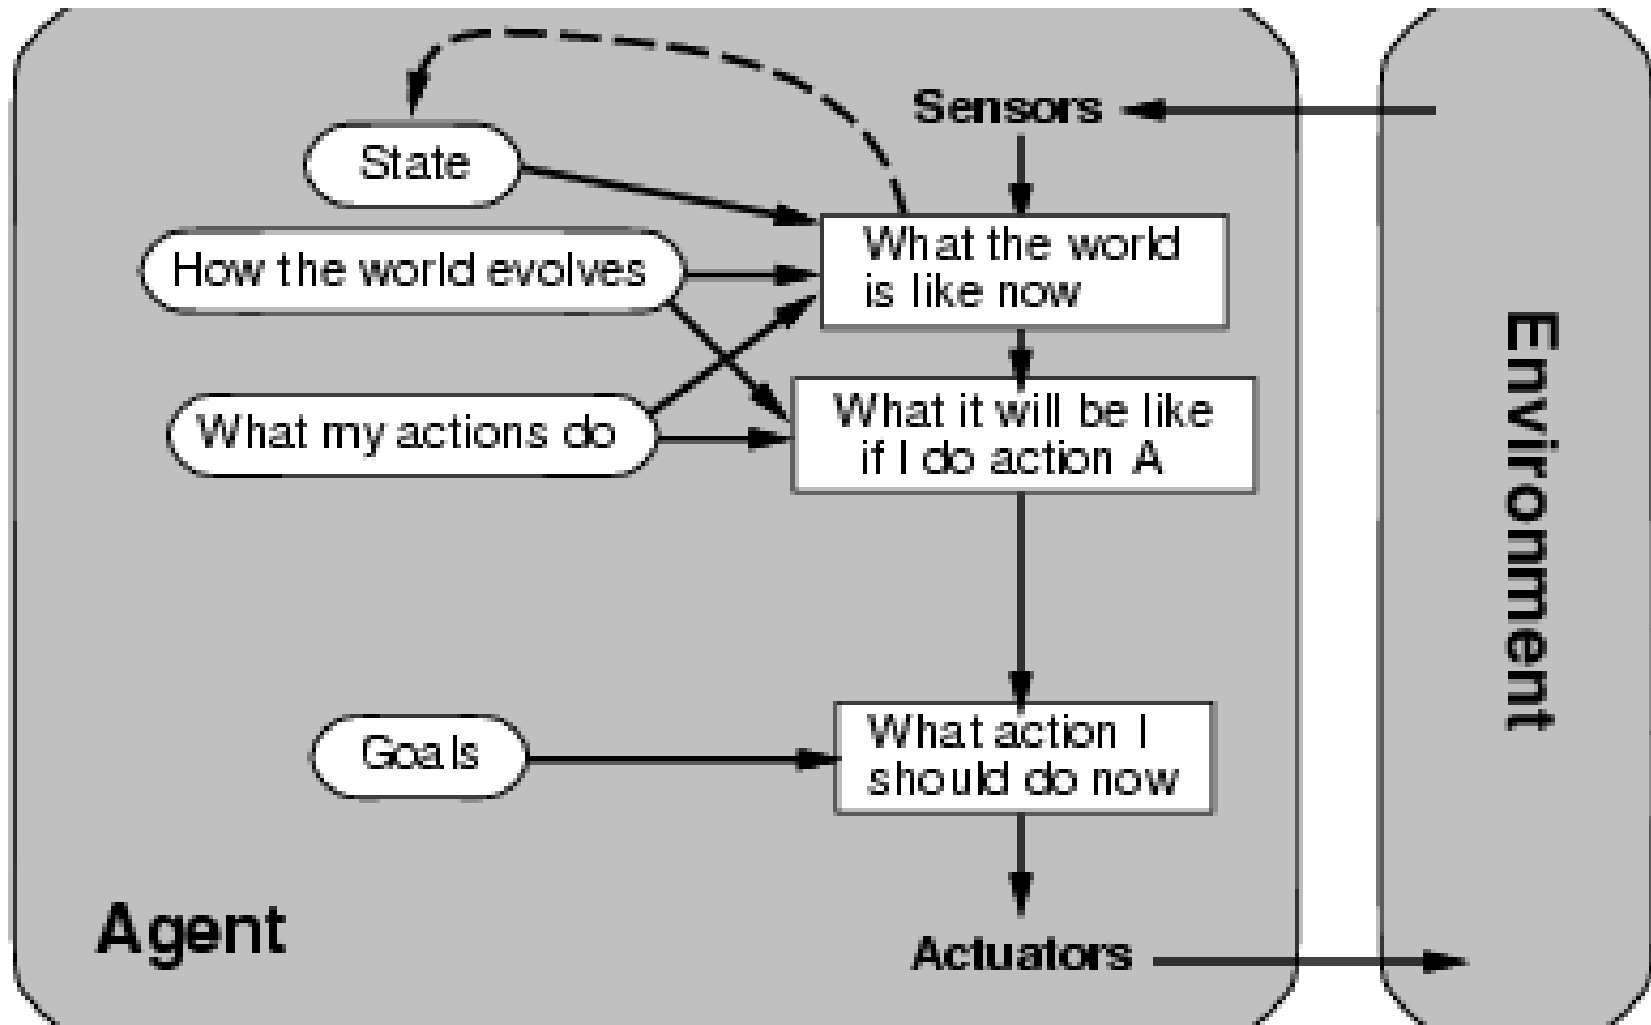 Sensors
State
What the world
is like now
How the world evolves
What it will be like
if I do action A
What my actions do
What action I
should do now
Goals
Agent
Actuators
Environment